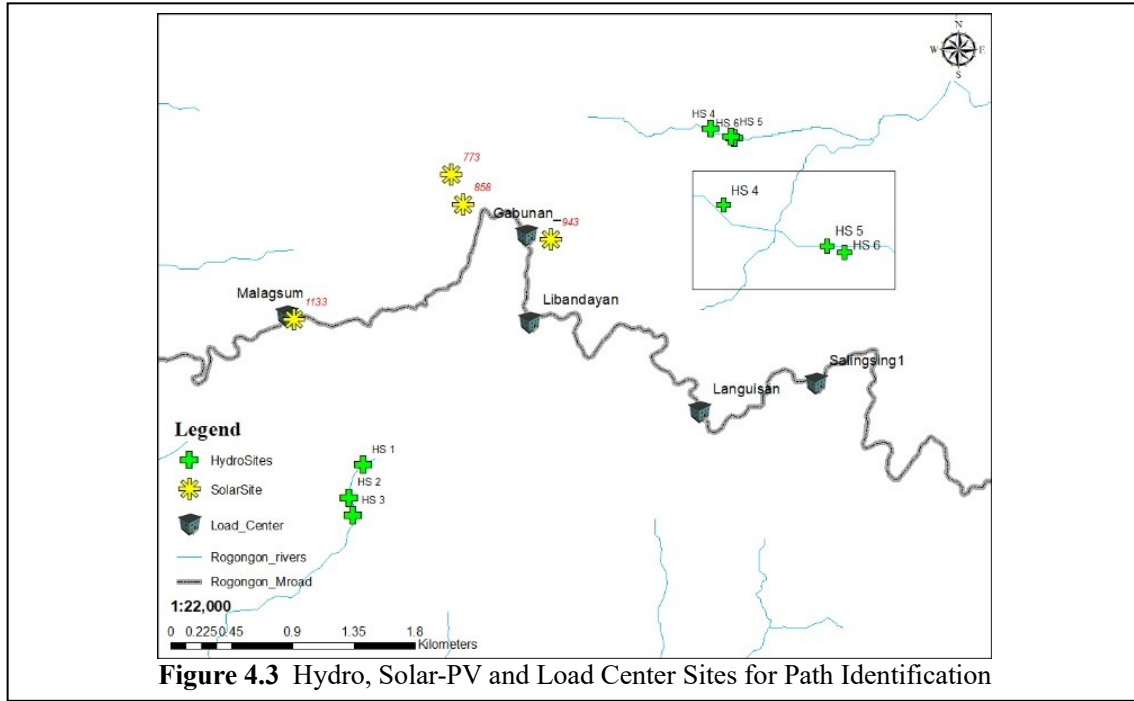 N
W E
S
HS 4
HS 6 HS 5
773
858
Gabunan_
943
HS 4
HS 5
HS 6
Malagsum
1133
Libandayan
Salingsing1
Languisan
Legend
HydroSites
SolarSite
Load_Center
Rogongon_rivers
Rogongon_Mroad
HS 1
HS 2
HS 3
1:22,000
0 0.225 0.45 0.9 1.35 1.8
Kilometers
Figure 4.3 Hydro, Solar-PV and Load Center Sites for Path Identification